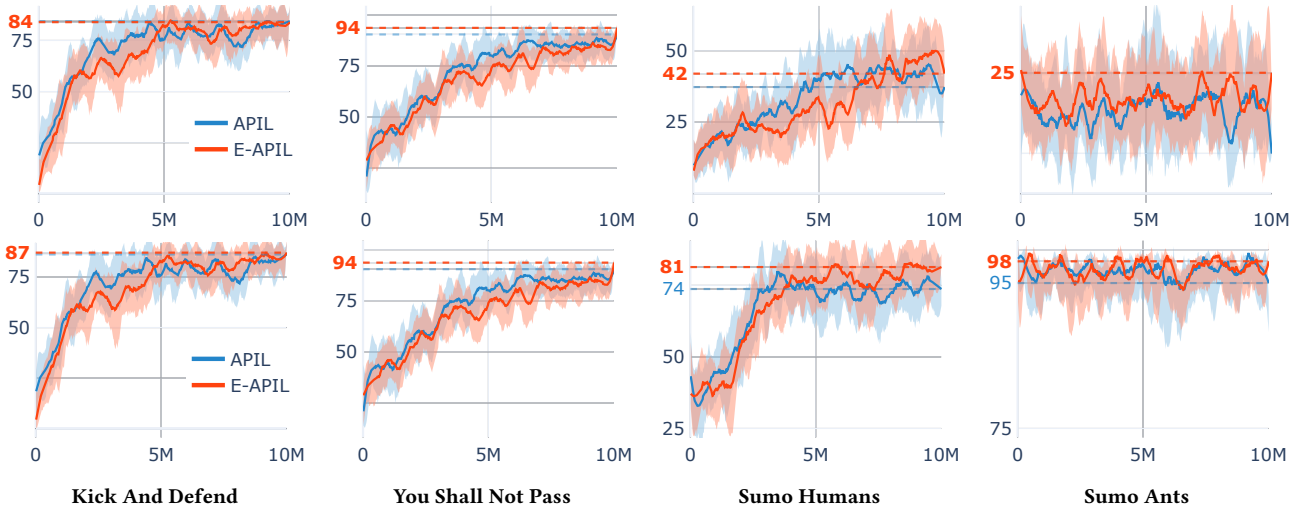 84
75
50
APIL
E-APIL
0
5M
10M
94
75
50
0
5M
10M
50
42
25
0
5M
10M
25
0
5M
10M
87
75
50
APIL
E-APIL
0
5M
10M
94
75
50
0
5M
10M
81
74
50
25
0
5M
10M
98
95
75
0
5M
10M
Kick And Defend
You Shall Not Pass
Sumo Humans
Sumo Ants